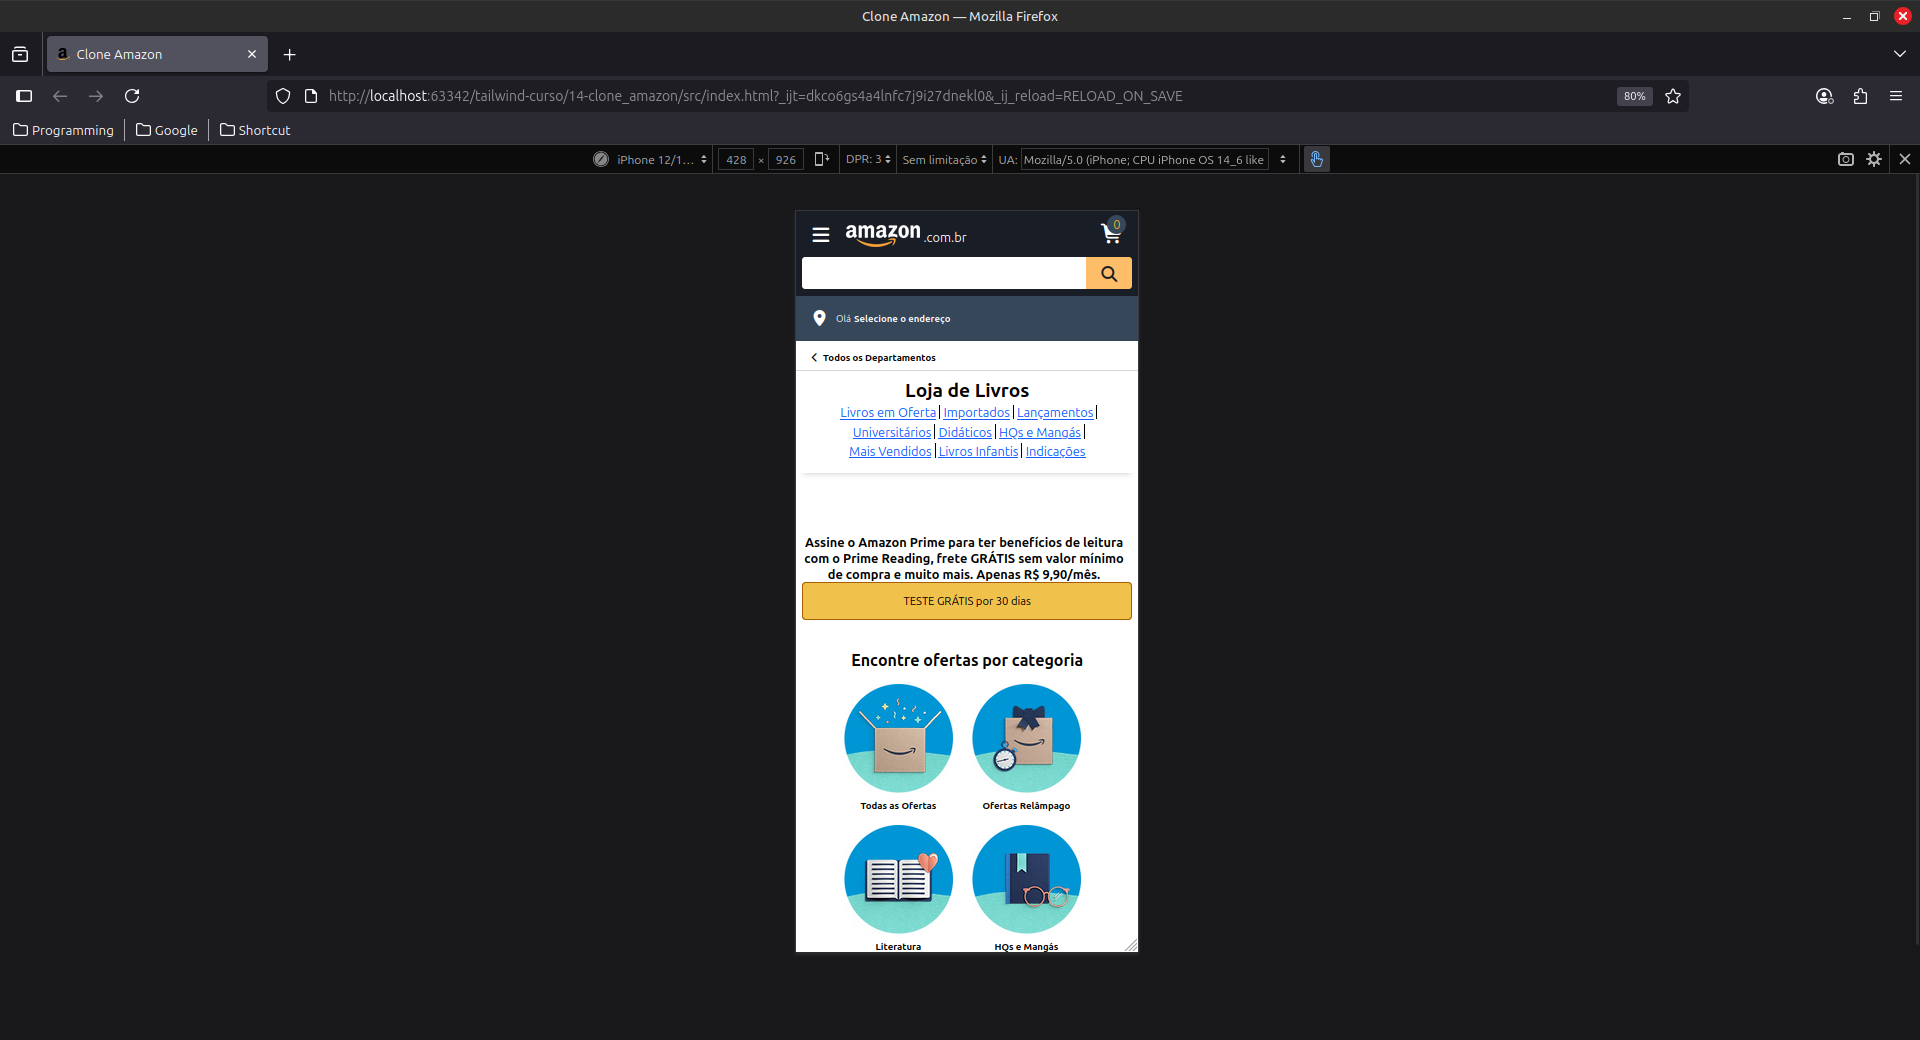 Clone Amazon — Mozilla Firefox
Clone Amazon
http://localhost:63342/tailwind-curso/14-clone_amazon/src/index.html?_ijt=dkco6gs4a4lnfc7j9i27dnekl0&_ij_reload=RELOAD_ON_SAVE
80%
Programming
Google
Shortcut
iPhone 12/1...
428 × 926
DPR: 3
Sem limitação
UA: Mozilla/5.0 (iPhone; CPU iPhone OS 14_6 like
amazon .com.br
0
Olá Selecione o endereço
Todos os Departamentos
Loja de Livros
Livros em Oferta Importados Lançamentos
Universitários Didáticos HQs e Mangás
Mais Vendidos Livros Infantis Indicações
Assine o Amazon Prime para ter benefícios de leitura
com o Prime Reading, frete GRÁTIS sem valor mínimo
de compra e muito mais. Apenas R$ 9,90/mês.
TESTE GRÁTIS por 30 dias
Encontre ofertas por categoria
Todas as Ofertas
Ofertas Relâmpago
Literatura
HQs e Mangás